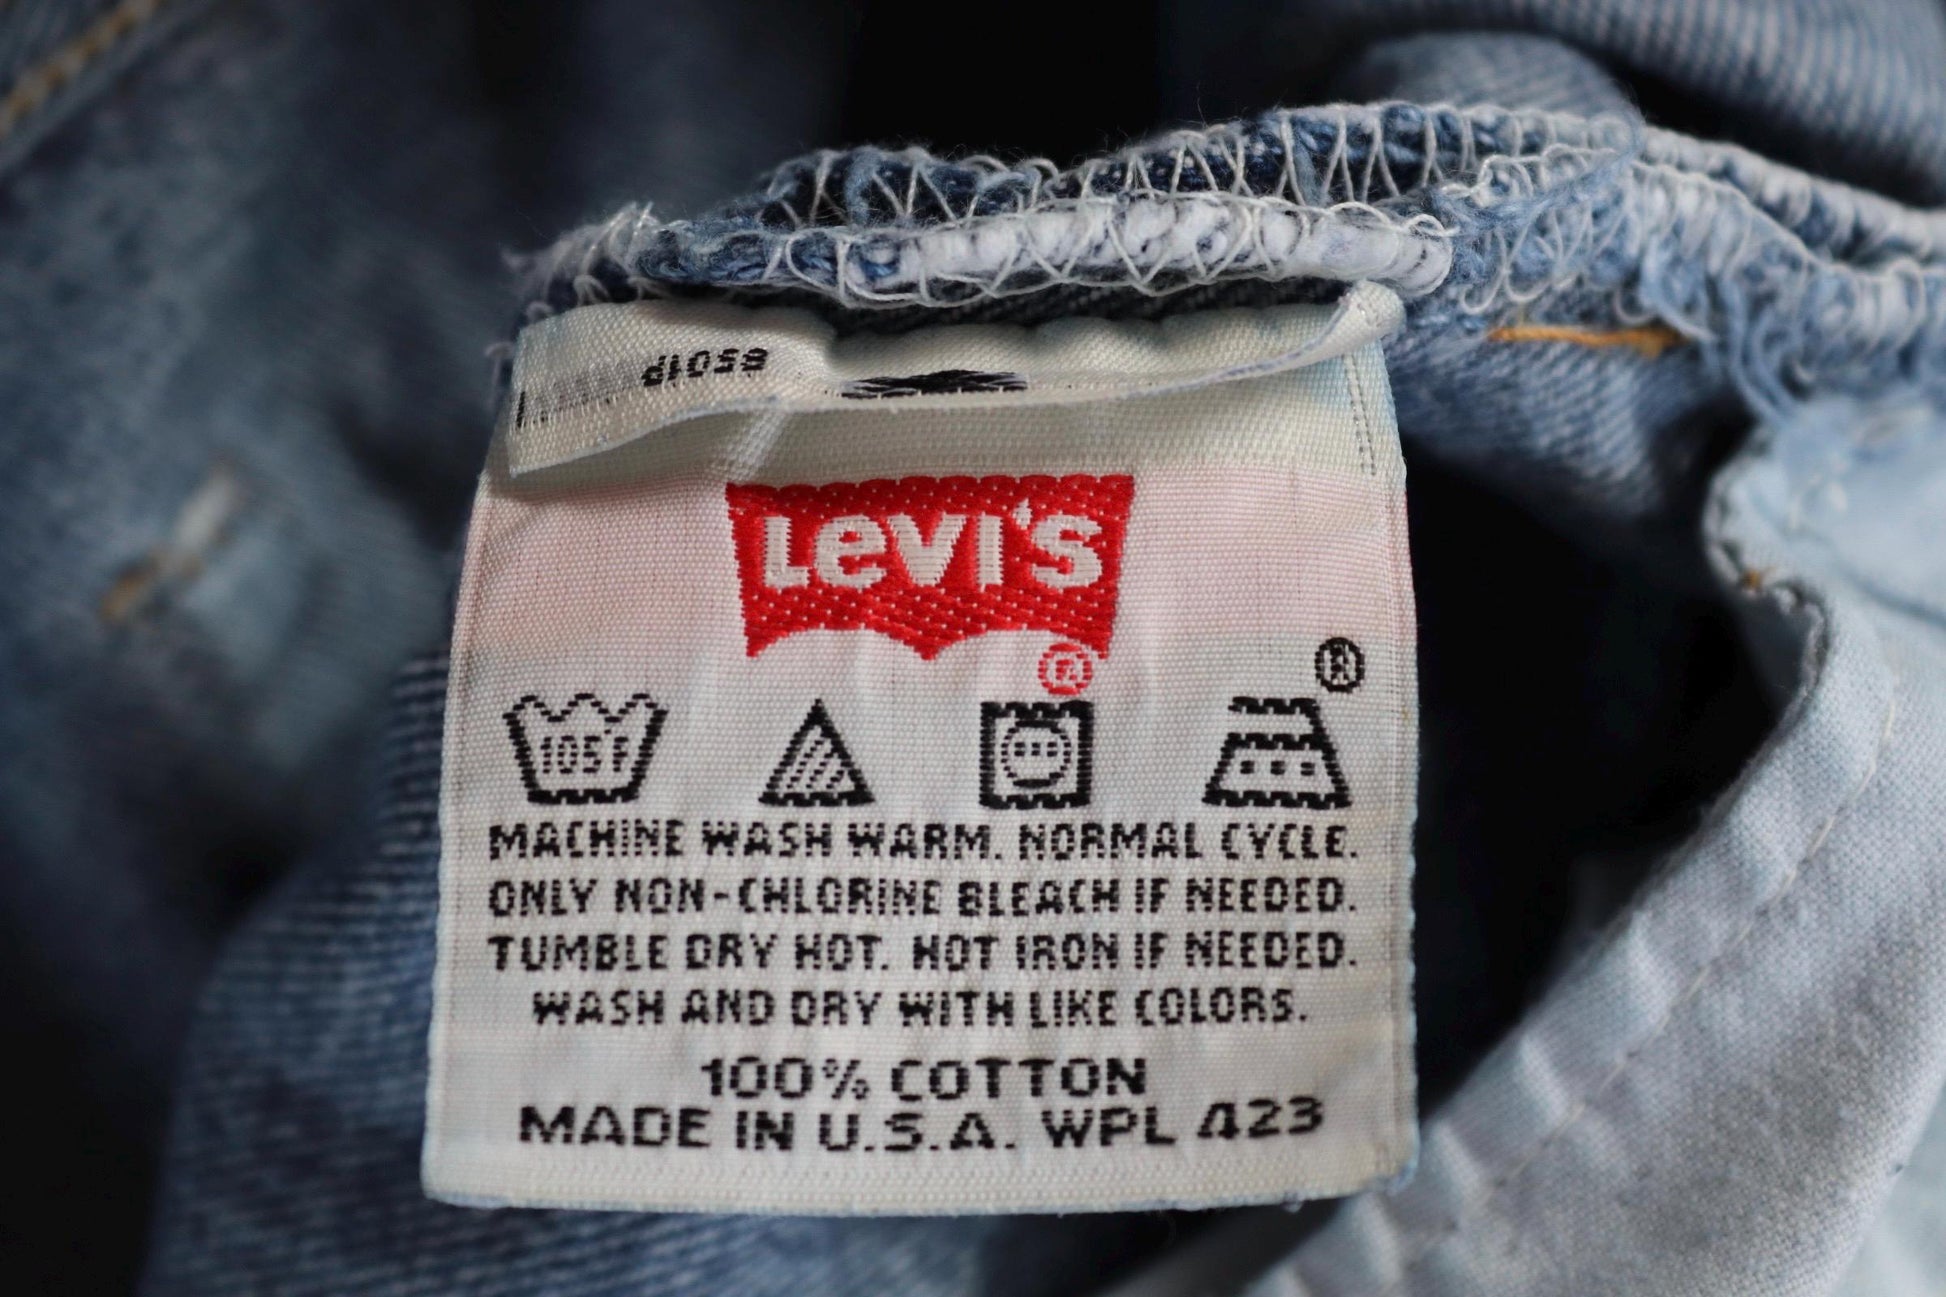 8501P
LEVI'S
®
®
105°F
MACHINE WASH WARM. NORMAL CYCLE.
ONLY NON-CHLORINE BLEACH IF NEEDED.
TUMBLE DRY HOT. HOT IRON IF NEEDED.
WASH AND DRY WITH LIKE COLORS.
100% COTTON
MADE IN U.S.A. WPL 423